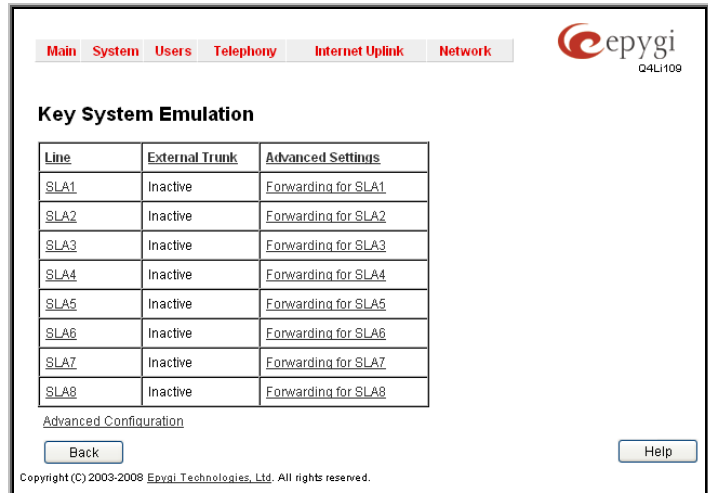 Main System Users Telephony Internet Uplink Network
epygi
Q4Li109
Key System Emulation
Line External Trunk Advanced Settings
SLA1 Inactive Forwarding for SLA1
SLA2 Inactive Forwarding for SLA2
SLA3 Inactive Forwarding for SLA3
SLA4 Inactive Forwarding for SLA4
SLA5 Inactive Forwarding for SLA5
SLA6 Inactive Forwarding for SLA6
SLA7 Inactive Forwarding for SLA7
SLA8 Inactive Forwarding for SLA8
Advanced Configuration
Back Help
Copyright (C) 2003-2008 Epygi Technologies, Ltd. All rights reserved.